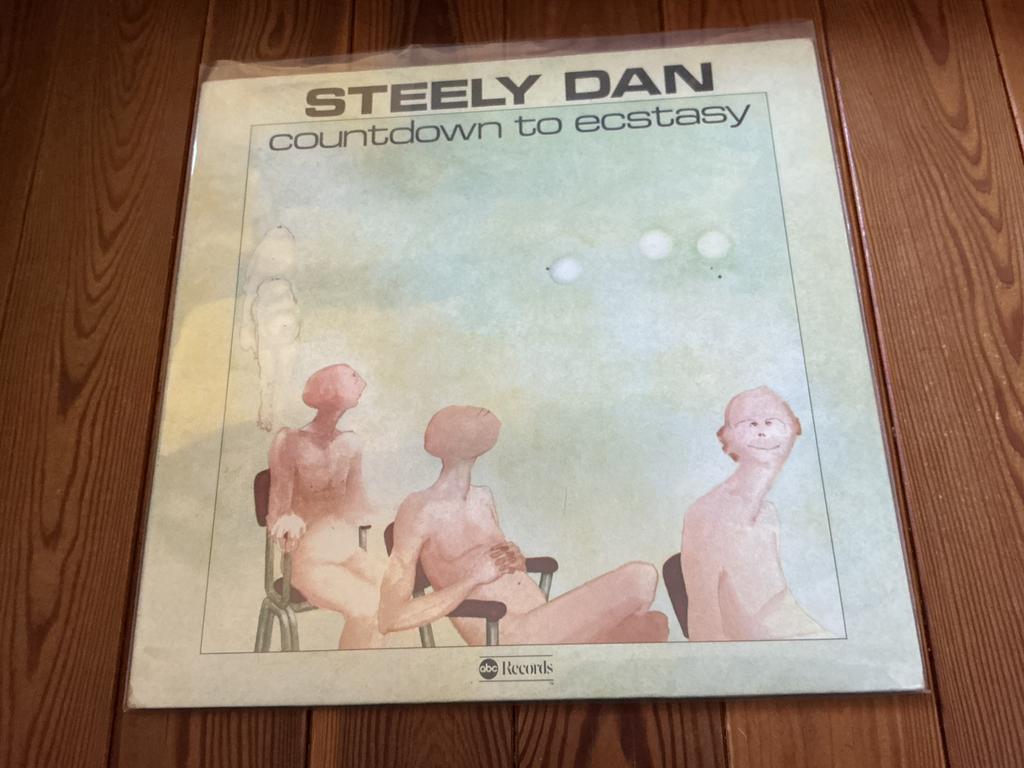 STEELY DAN
countdown to ecstasy
abc Records